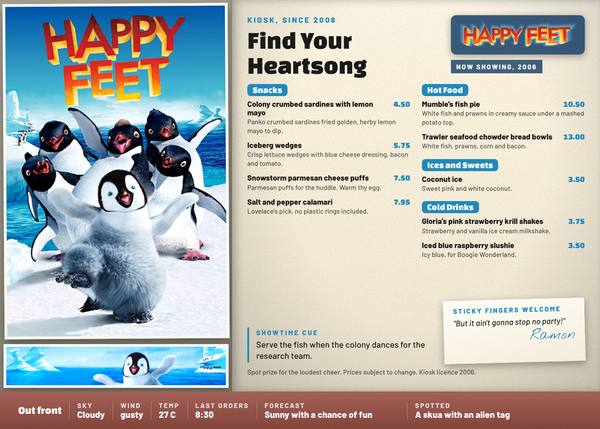 HAPPY
FEET
KIOSK, SINCE 2006
Find Your
Heartsong
HAPPY FEET
NOW SHOWING, 2006
Snacks
Colony crumbed sardines with lemon mayo 4.50
Panko crumbed sardines fried golden, herby lemon
mayo to dip.
Iceberg wedges 5.75
Crisp lettuce wedges with blue cheese dressing, bacon
and tomato.
Snowstorm parmesan cheese puffs 7.50
Parmesan puffs for the huddle. Warm thy egg.
Salt and pepper calamari 7.95
Lovelace's pick, no plastic rings included.
Hot Food
Mumble's fish pie 10.50
White fish and prawns in creamy sauce under a mashed
potato top.
Trawler seafood chowder bread bowls 13.00
White fish, prawns, corn and bacon.
Ices and Sweets
Coconut ice 3.50
Sweet pink and white coconut.
Cold Drinks
Gloria's pink strawberry krill shakes 3.75
Strawberry and vanilla ice cream milkshake.
Iced blue raspberry slushie 3.50
Icy blue, for Boogie Wonderland.
STICKY FINGERS WELCOME
"But it ain't gonna stop no party!"
Ramon
SHOWTIME CUE
Serve the fish when the colony dances for the
research team.
Spot prize for the loudest cheer. Prices subject to change. Kiosk licence 2006.
Out front
SKY
Cloudy
WIND
gusty
TEMP
27 C
LAST ORDERS
8:30
FORECAST
Sunny with a chance of fun
SPOTTED
A skua with an alien tag